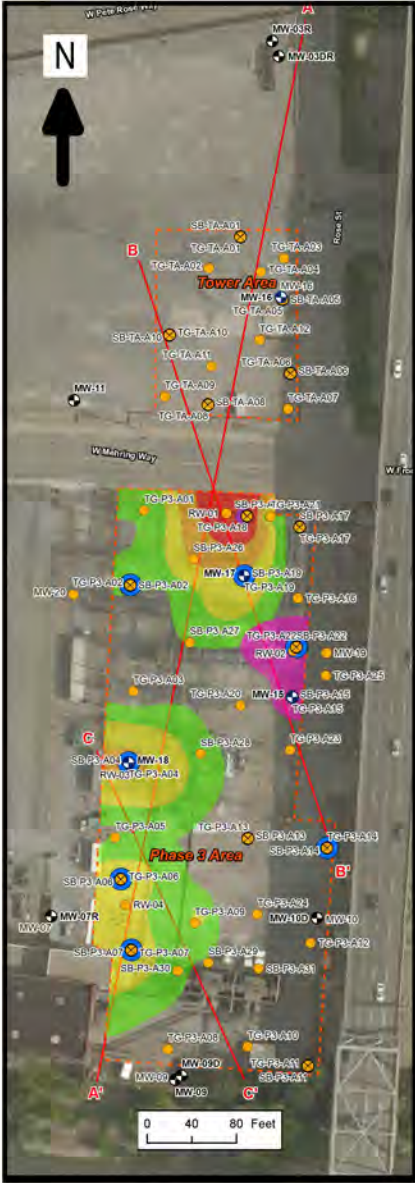 W Pete Rose Way
A
MW-03R
MW-03DR
N
Rose St
SB-TA-A01
B
TG-TA-A01
TG-TA-A03
TG-TA-A02
TG-TA-A04
Tower Area
MW-16
MW-16
SB-TA-A05
TG-TA-A05
SB-TA-A10
TG-TA-A10
TG-TA-A12
TG-TA-A11
TG-TA-A06
SB-TA-A06
MW-11
TG-TA-A09
SB-TA-A08
TG-TA-A07
TG-TA-A08
W Mehring Way
TG-P3-A01
RW-01
TG-P3-A21
SB-P3-A17
TG-P3-A18
TG-P3-A17
SB-P3-A26
TG-P3-A02
SB-P3-A02
MW-17
SB-P3-A19
TG-P3-A19
MW-20
TG-P3-A16
SB-P3-A27
TG-P3-A22
SB-P3-A22
RW-02
MW-19
TG-P3-A25
TG-P3-A03
MW-15
SB-P3-A15
TG-P3-A15
TG-P3-A20
C
SB-P3-A28
TG-P3-A23
SB-P3-A04
MW-18
RW-03
TG-P3-A04
TG-P3-A05
TG-P3-A13
SB-P3-A13
TG-P3-A14
SB-P3-A14
Phase 3 Area
B'
SB-P3-A06
TG-P3-A06
RW-04
MW-07R
MW-07
TG-P3-A09
TG-P3-A24
MW-10D
MW-10
TG-P3-A12
SB-P3-A07
TG-P3-A07
SB-P3-A29
SB-P3-A30
SB-P3-A31
TG-P3-A08
TG-P3-A10
TG-P3-A11
SB-P3-A11
MW-09D
MW-09
MW-09
A'
C'
0 40 80 Feet